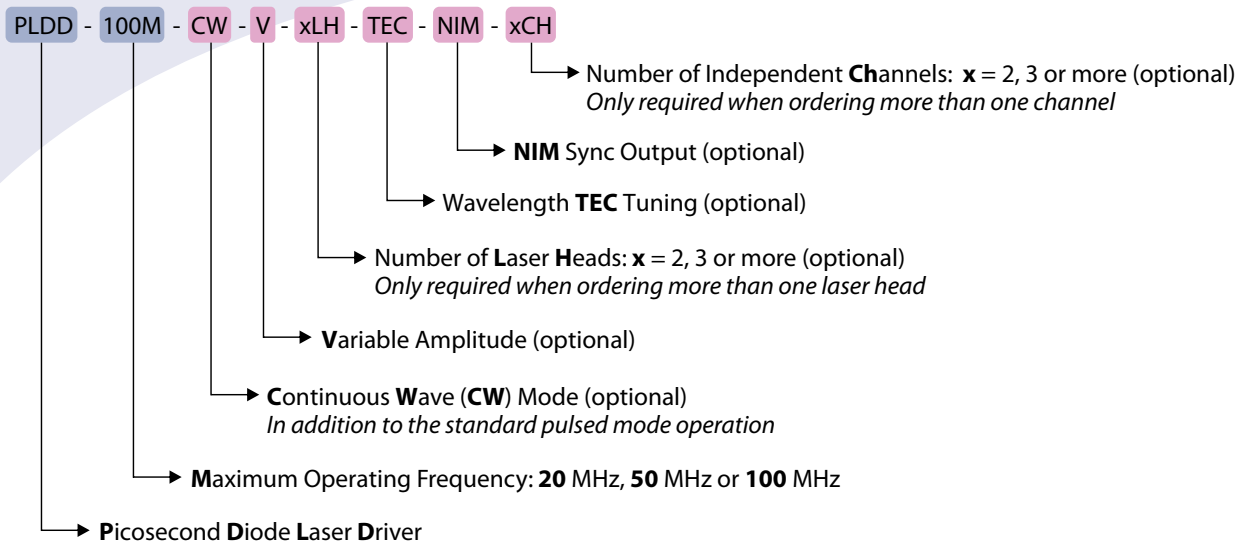 PLDD - 100M - CW - V - xLH - TEC - NIM - xCH
Number of Independent Channels: x = 2, 3 or more (optional)
Only required when ordering more than one channel
NIM Sync Output (optional)
Wavelength TEC Tuning (optional)
Number of Laser Heads: x = 2, 3 or more (optional)
Only required when ordering more than one laser head
Variable Amplitude (optional)
Continuous Wave (CW) Mode (optional)
In addition to the standard pulsed mode operation
Maximum Operating Frequency: 20 MHz, 50 MHz or 100 MHz
Picosecond Diode Laser Driver